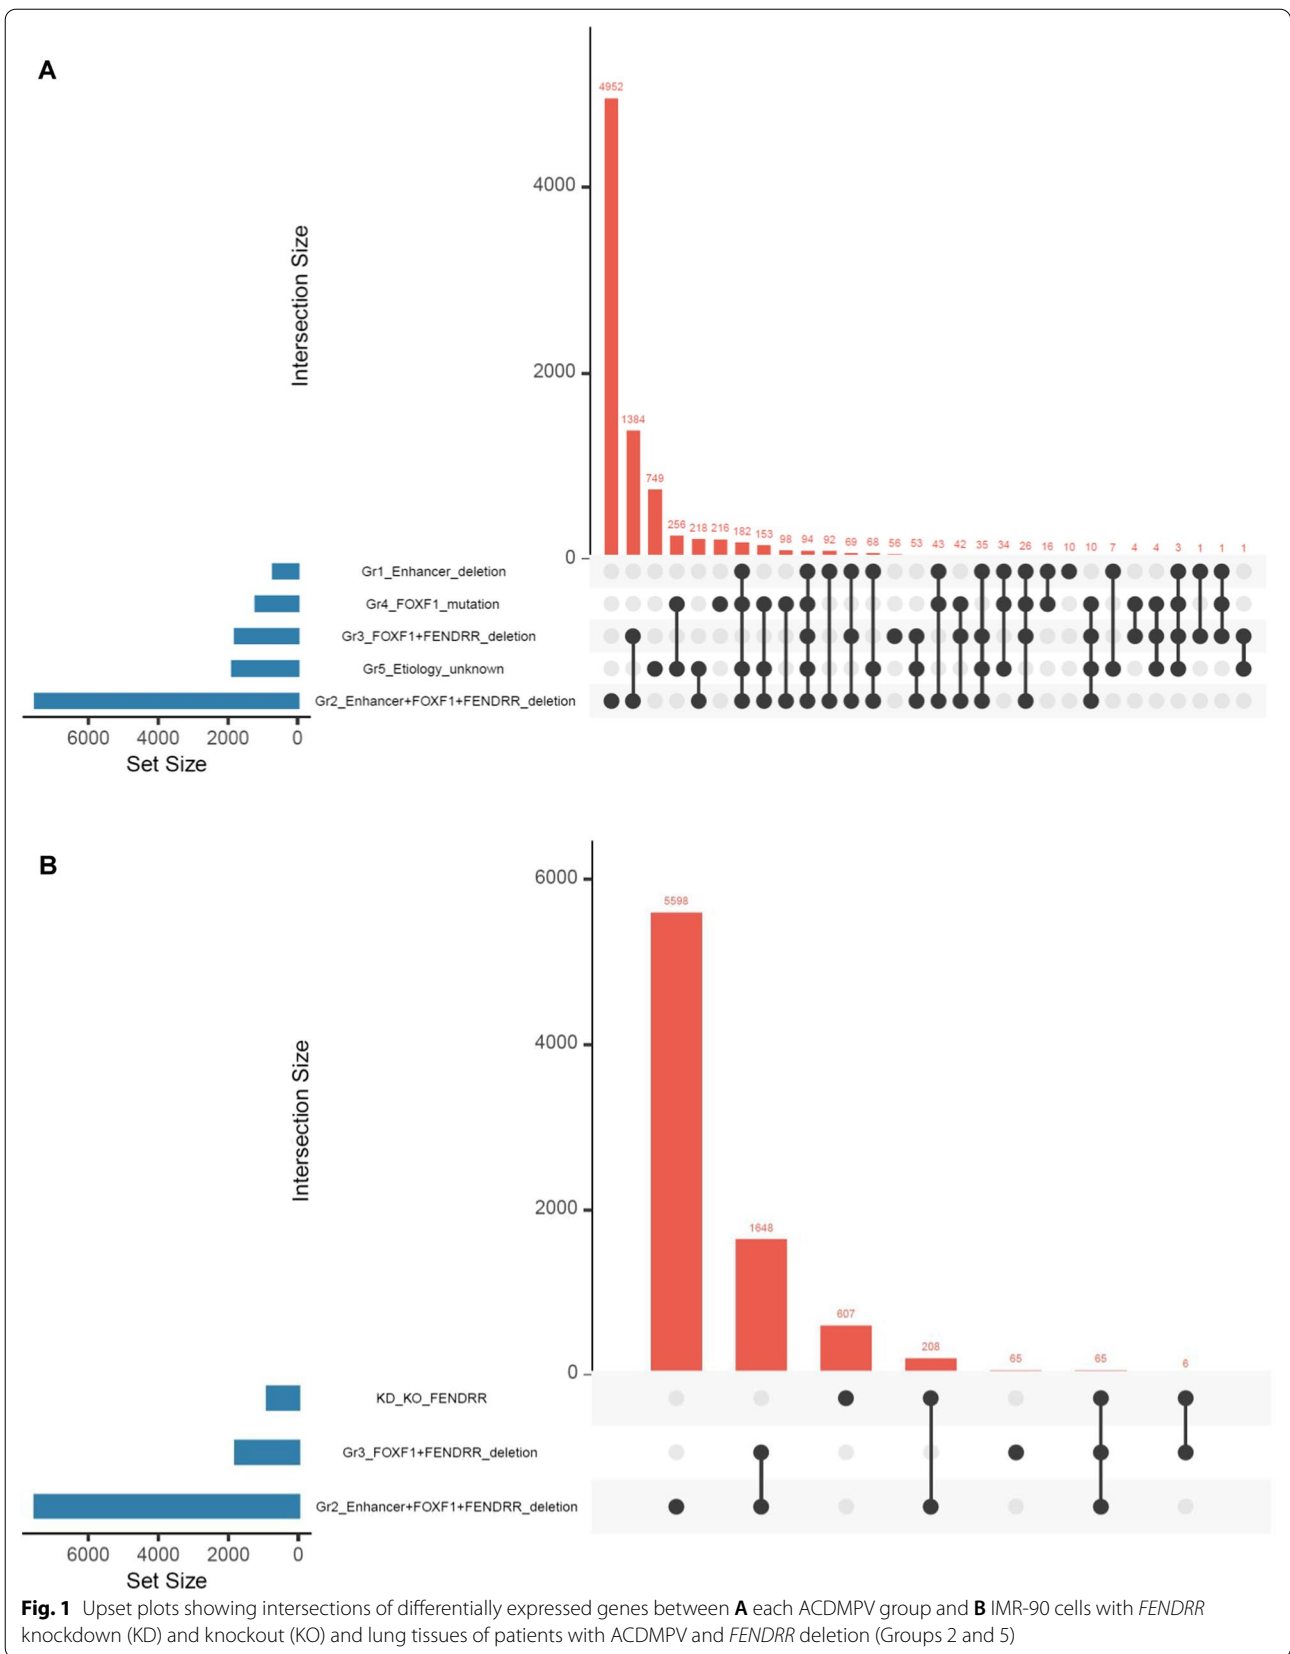 A
Intersection Size
4000
2000
0
4952
1384
749
256 218 216 182 153 98 94 92 69 68 56 53 43 42 35 34 26 16 10 10 7 4 4 3 1 1 1
Gr1_Enhancer_deletion
Gr4_FOXF1_mutation
Gr3_FOXF1+FENDRR_deletion
Gr5_Etiology_unknown
Gr2_Enhancer+FOXF1+FENDRR_deletion
6000 4000 2000 0
Set Size
B
Intersection Size
6000
4000
2000
0
5598
1648
607
208
65
65
6
KD_KO_FENDRR
Gr3_FOXF1+FENDRR_deletion
Gr2_Enhancer+FOXF1+FENDRR_deletion
6000 4000 2000 0
Set Size
Fig. 1 Upset plots showing intersections of differentially expressed genes between A each ACDMPV group and B IMR-90 cells with FENDRR
knockdown (KD) and knockout (KO) and lung tissues of patients with ACDMPV and FENDRR deletion (Groups 2 and 5)